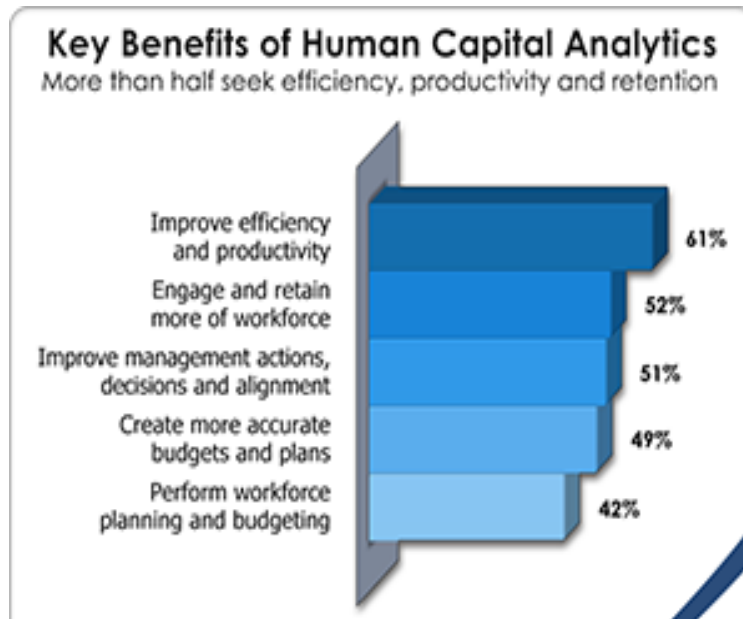 Key Benefits of Human Capital Analytics
More than half seek efficiency, productivity and retention
Improve efficiency
and productivity
61%
Engage and retain
more of workforce
52%
Improve management actions,
decisions and alignment
51%
Create more accurate
budgets and plans
49%
Perform workforce
planning and budgeting
42%